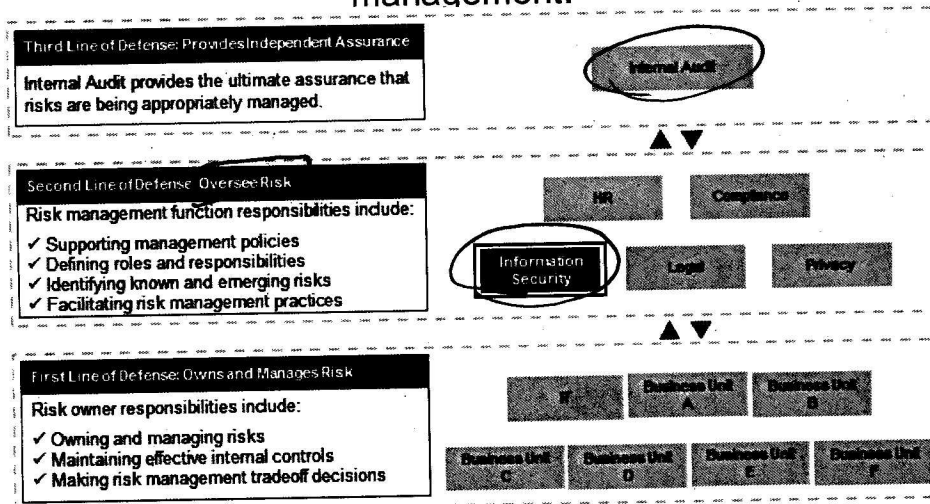 management.
Third Line of Defense: Provides Independent Assurance
Internal Audit provides the ultimate assurance that
risks are being appropriately managed.
Internal Audit
Second Line of Defense: Oversee Risk
Risk management function responsibilities include:
✓ Supporting management policies
✓ Defining roles and responsibilities
✓ Identifying known and emerging risks
✓ Facilitating risk management practices
HR
Compliance
Information
Security
Legal
Privacy
First Line of Defense: Owns and Manages Risk
Risk owner responsibilities include:
✓ Owning and managing risks
✓ Maintaining effective internal controls
✓ Making risk management tradeoff decisions
IT
Business Unit
A
Business Unit
B
Business Unit
C
Business Unit
D
Business Unit
E
Business Unit
F